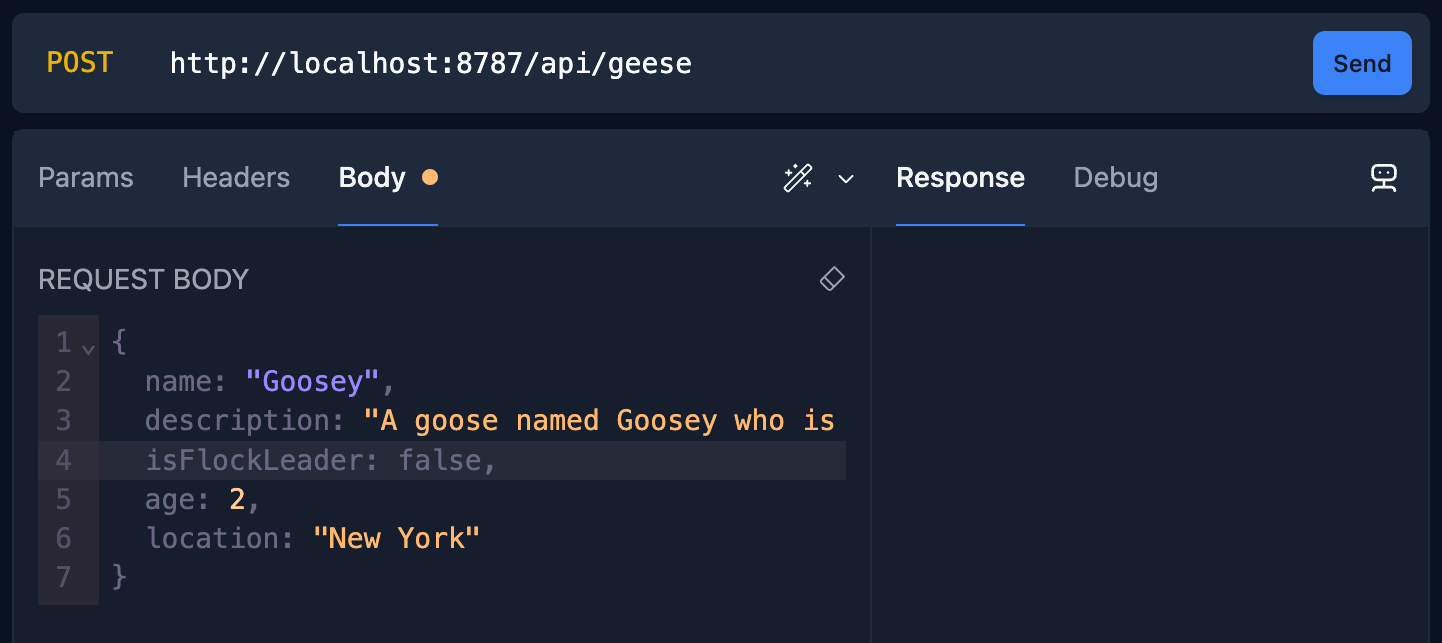 POST http://localhost:8787/api/geese Send
Params Headers Body Response Debug
REQUEST BODY
1 {
2 name: "Goosey",
3 description: "A goose named Goosey who is
4 isFlockLeader: false,
5 age: 2,
6 location: "New York"
7 }